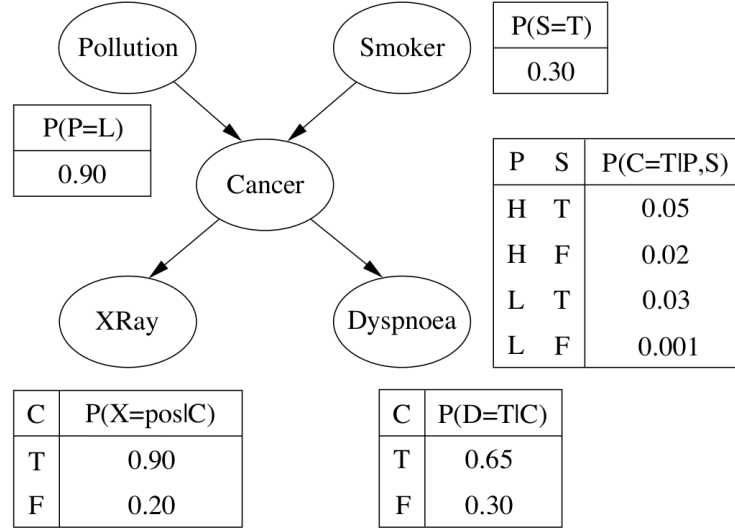 Pollution
Smoker
P(S=T)
0.30
P(P=L)
0.90
Cancer
P S P(C=T|P,S)
H T 0.05
H F 0.02
L T 0.03
L F 0.001
XRay
Dyspnoea
C P(X=pos|C)
T 0.90
F 0.20
C P(D=T|C)
T 0.65
F 0.30